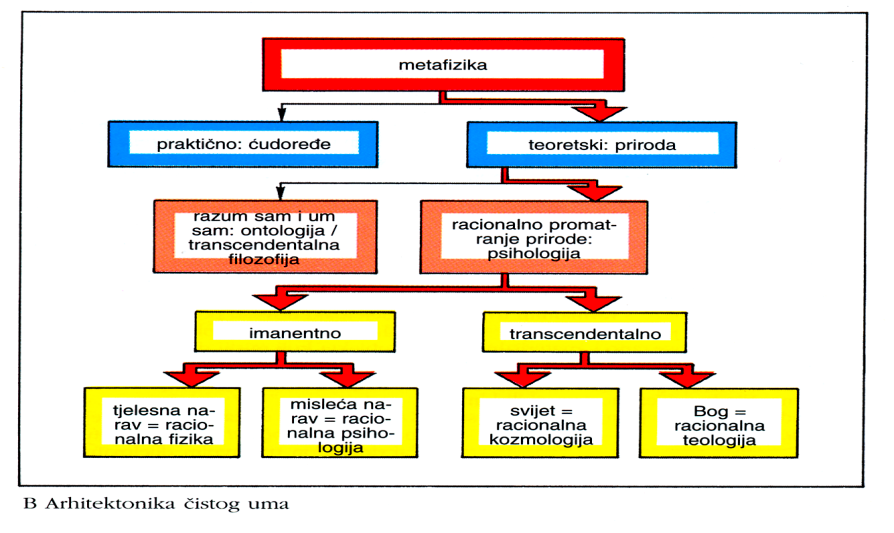 metafizika
praktično: ćudoređe
teoretski: priroda
razum sam i um
sam: ontologija /
transcendentalna
filozofija
racionalno promat-
ranje prirode:
psihologija
imanentno
transcendentalno
tjelesna na-
rav = racio-
nalna fizika
misleća na-
rav = racio-
nalna psiho-
logija
svijet =
racionalna
kozmologija
Bog =
racionalna
teologija
B Arhitektonika čistog uma